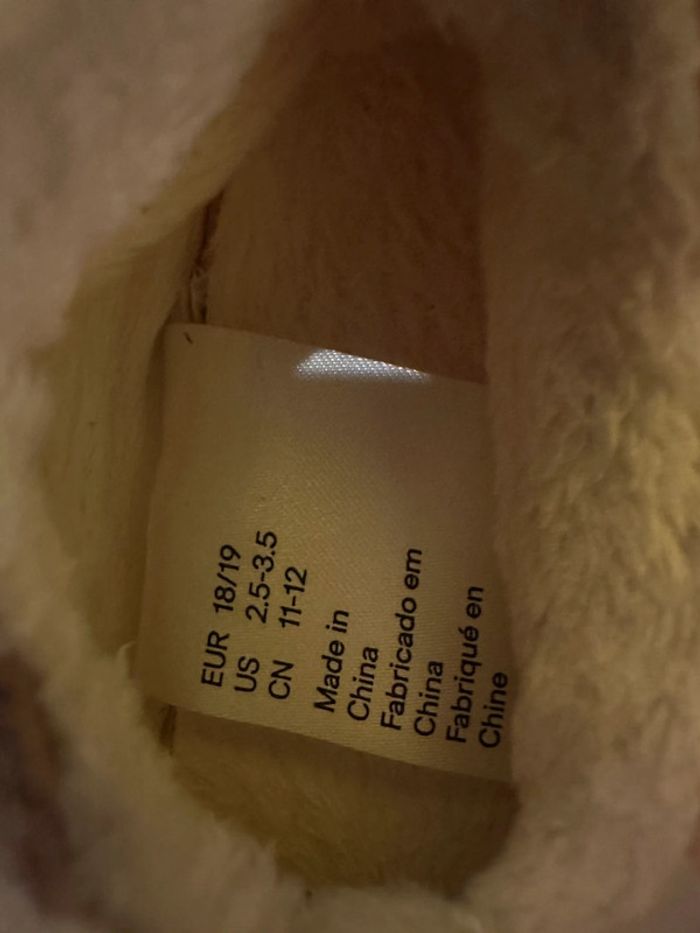 EUR 18/19
US 2.5-3.5
CN 11-12
Made in
China
Fabricado em
China
Fabriqué en
Chine